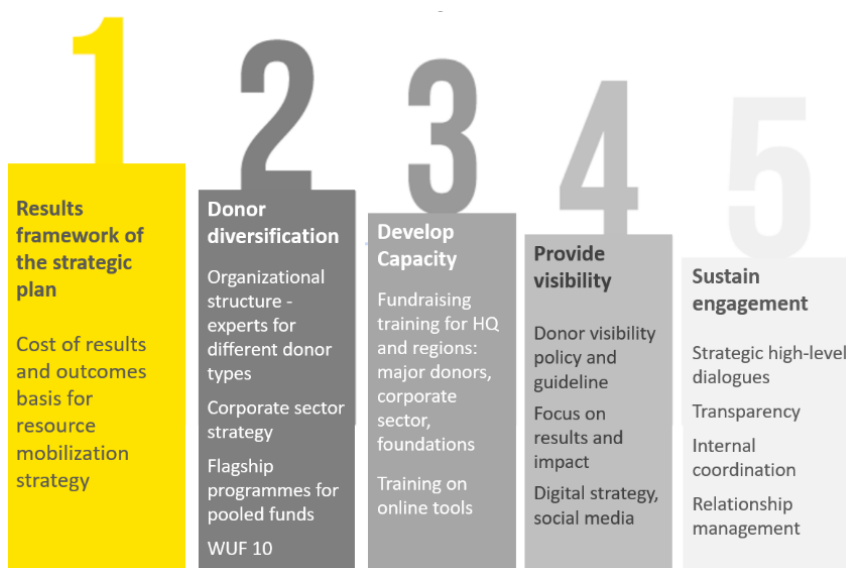 1
Results
framework of
the strategic
plan
Cost of results
and outcomes
basis for
resource
mobilization
strategy
2
Donor
diversification
Organizational
structure -
experts for
different donor
types
Corporate sector
strategy
Flagship
programmes for
pooled funds
WUF 10
3
Develop
Capacity
Fundraising
training for HQ
and regions:
major donors,
corporate
sector,
foundations
Training on
online tools
4
Provide
visibility
Donor visibility
policy and
guideline
Focus on
results and
impact
Digital strategy,
social media
5
Sustain
engagement
Strategic high-level
dialogues
Transparency
Internal
coordination
Relationship
management